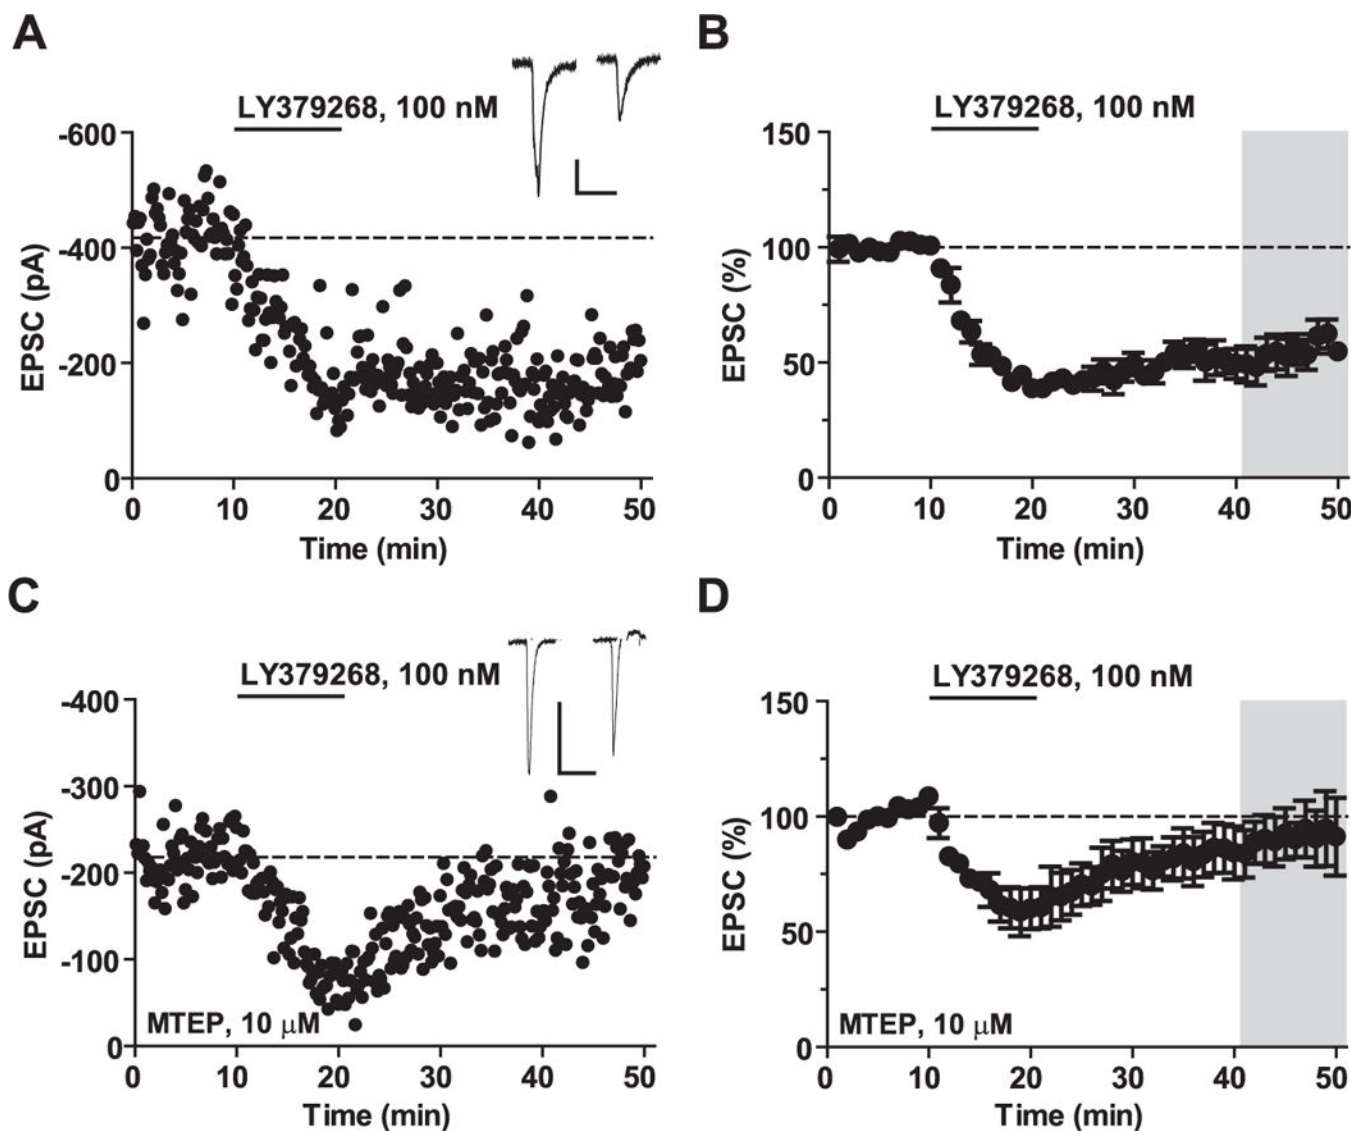 A
LY379268, 100 nM
-600
-400
-200
0
EPSC (pA)
0 10 20 30 40 50
Time (min)
B
LY379268, 100 nM
150
100
50
0
EPSC (%)
0 10 20 30 40 50
Time (min)
C
LY379268, 100 nM
-400
-300
-200
-100
0
EPSC (pA)
MTEP, 10 μM
0 10 20 30 40 50
Time (min)
D
LY379268, 100 nM
150
100
50
0
EPSC (%)
MTEP, 10 μM
0 10 20 30 40 50
Time (min)